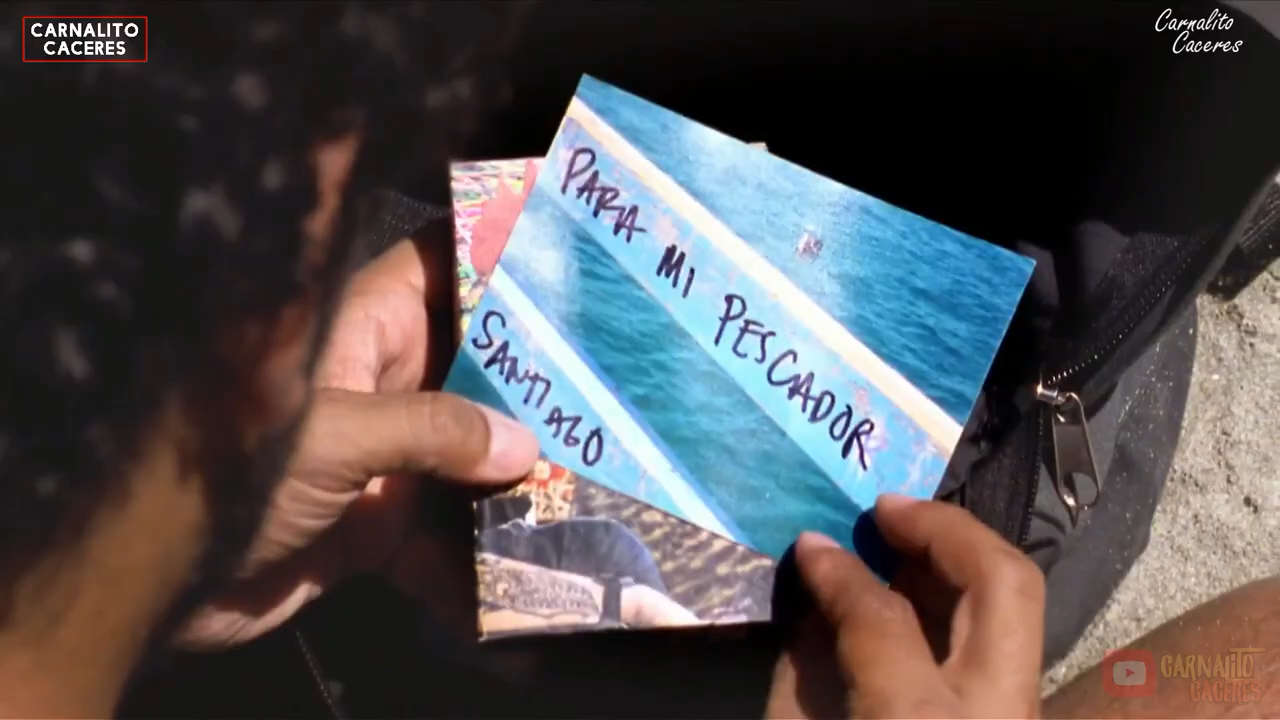 CARNALITO
CACERES
Carnalito
Caceres
PARA MI PESCADOR
SANTIAGO
CARNALITO
CACERES